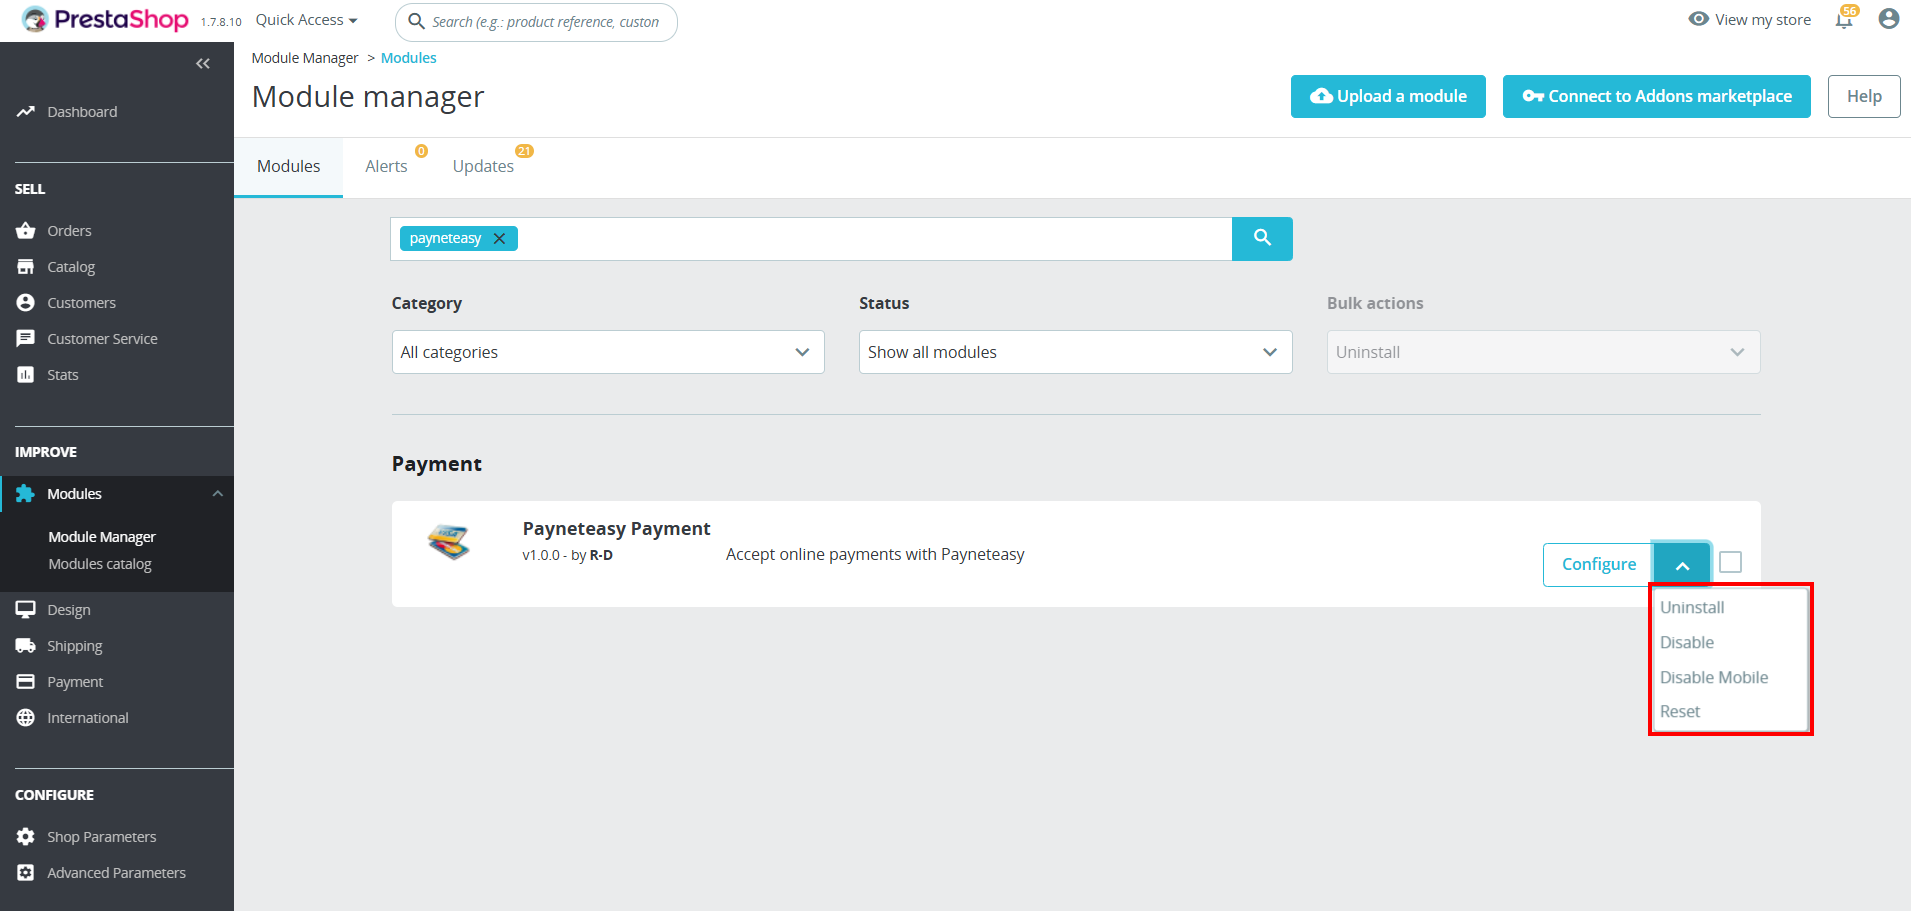 PrestaShop 1.7.8.10 Quick Access Search (e.g.: product reference, custon View my store 56
Module Manager > Modules
Module manager
Upload a module Connect to Addons marketplace Help
Modules Alerts 0 Updates 21
Dashboard
SELL
Orders
Catalog
Customers
Customer Service
Stats
IMPROVE
Modules
Module Manager
Modules catalog
Design
Shipping
Payment
International
CONFIGURE
Shop Parameters
Advanced Parameters
payneteasy
Category Status Bulk actions
All categories Show all modules Uninstall
Payment
VISA
Payneteasy Payment
v1.0.0 - by R-D Accept online payments with Payneteasy
Configure
Uninstall
Disable
Disable Mobile
Reset